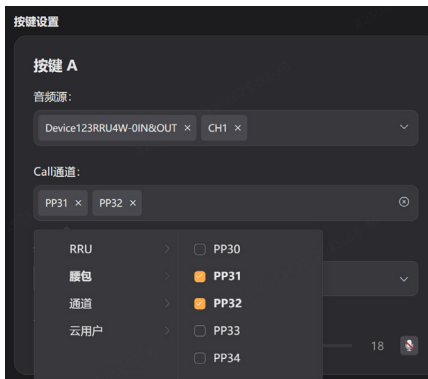 按键设置
按键 A
音频源:
Device123RRU4W-0IN&OUT × CH1 ×
Call通道:
PP31 × PP32 ×
RRU
PP30
腰包
PP31
通道
PP32
云用户
PP33
PP34
18